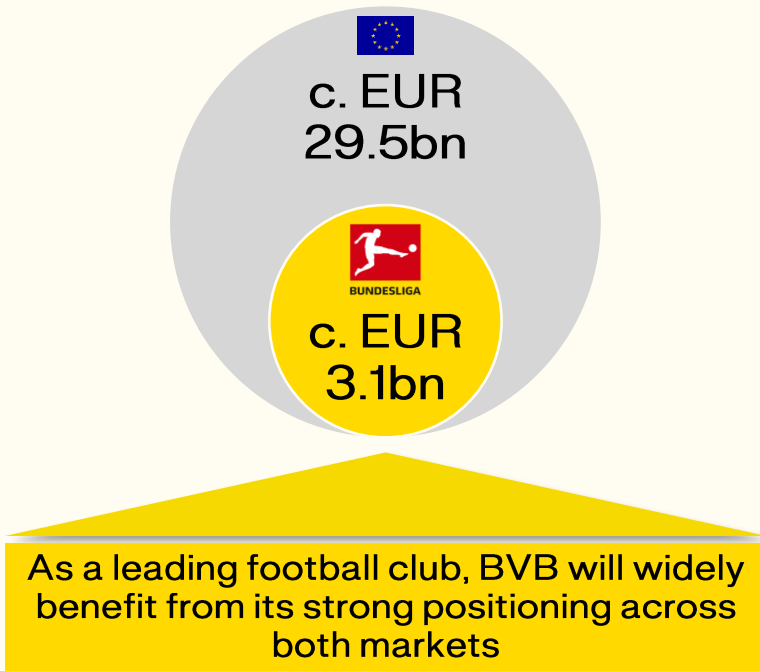 c. EUR
29.5bn
BUNDESLIGA
c. EUR
3.1bn
As a leading football club, BVB will widely
benefit from its strong positioning across
both markets